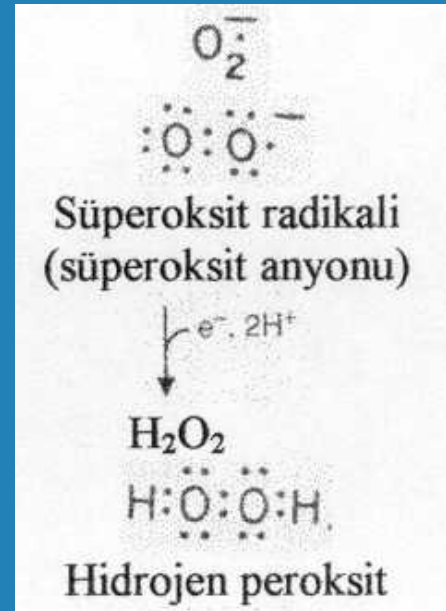 O₂•⁻
:Ö:Ö·⁻
Süperoksit radikali
(süperoksit anyonu)
e⁻, 2H⁺
H₂O₂
H:Ö:Ö:H.
Hidrojen peroksit